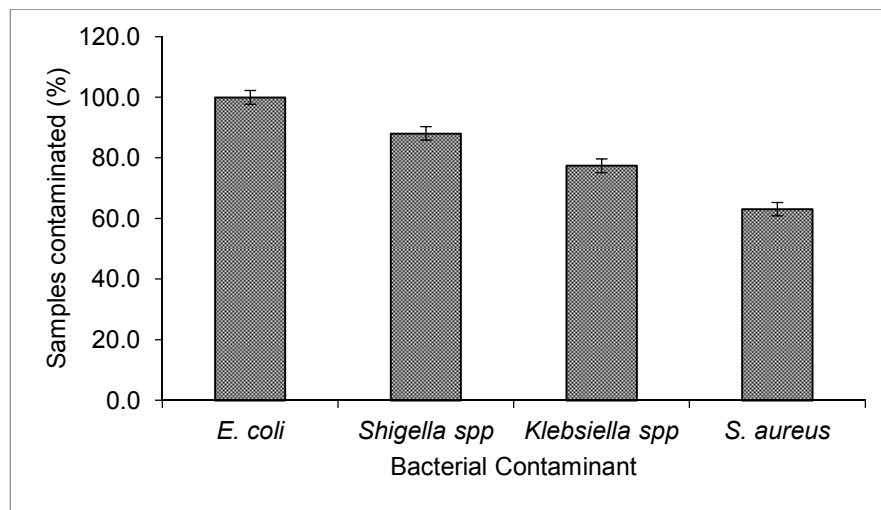 120.0
100.0
80.0
60.0
40.0
20.0
0.0
Samples contaminated (%)
E. coli Shigella spp Klebsiella spp S. aureus
Bacterial Contaminant